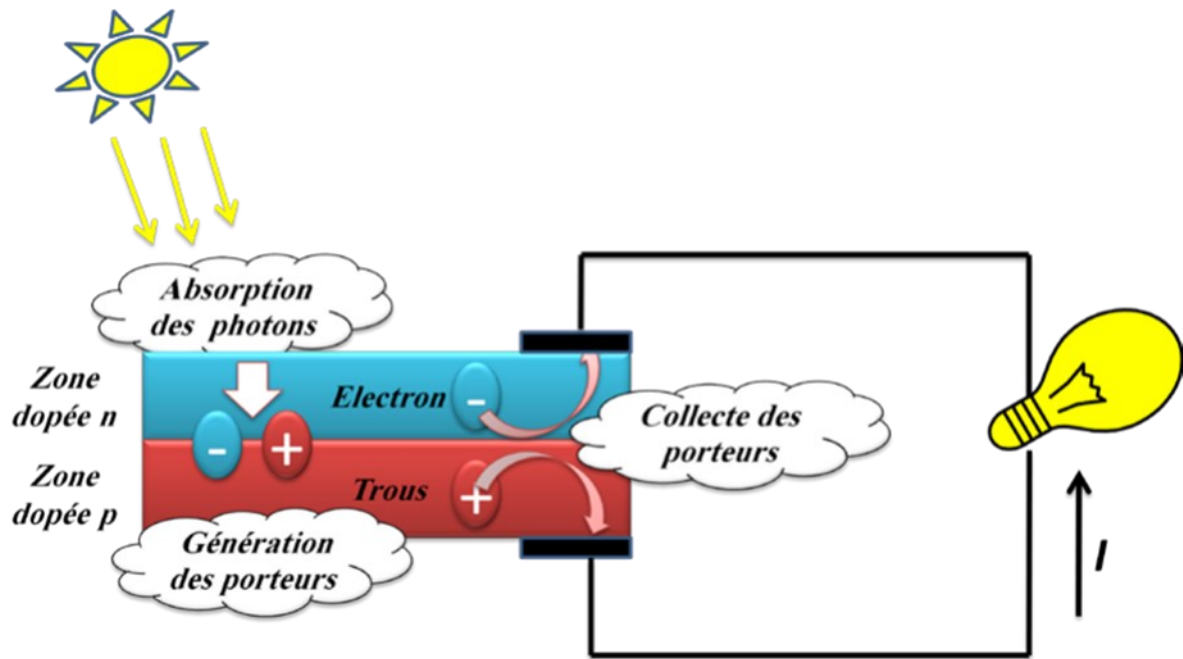 Absorption
des photons
Zone
dopée n
Electron
-
-
+
Collecte des
porteurs
Zone
dopée p
Trous
+
Génération
des porteurs
I